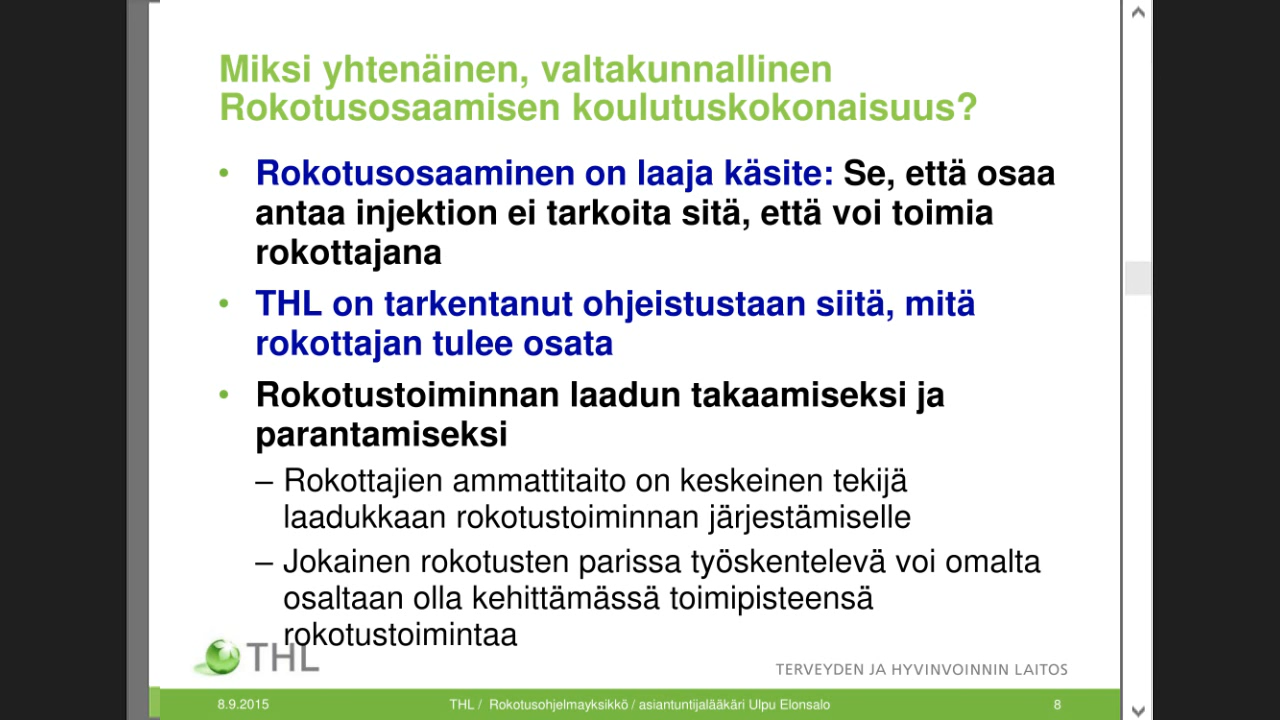 Miksi yhtenäinen, valtakunnallinen
Rokotusosaamisen koulutuskokonaisuus?
• Rokotusosaaminen on laaja käsite: Se, että osaa
antaa injektion ei tarkoita sitä, että voi toimia
rokottajana
• THL on tarkentanut ohjeistustaan siitä, mitä
rokottajan tulee osata
• Rokotustoiminnan laadun takaamiseksi ja
parantamiseksi
– Rokottajien ammattitaito on keskeinen tekijä
laadukkaan rokotustoiminnan järjestämiselle
– Jokainen rokotusten parissa työskentelevä voi omalta
osaltaan olla kehittämässä toimipisteensä
rokotustoimintaa
THL
TERVEYDEN JA HYVINVOINNIN LAITOS
8.9.2015
THL / Rokotusohjelmayksikkö / asiantuntijalääkäri Ulpu Elonsalo
8